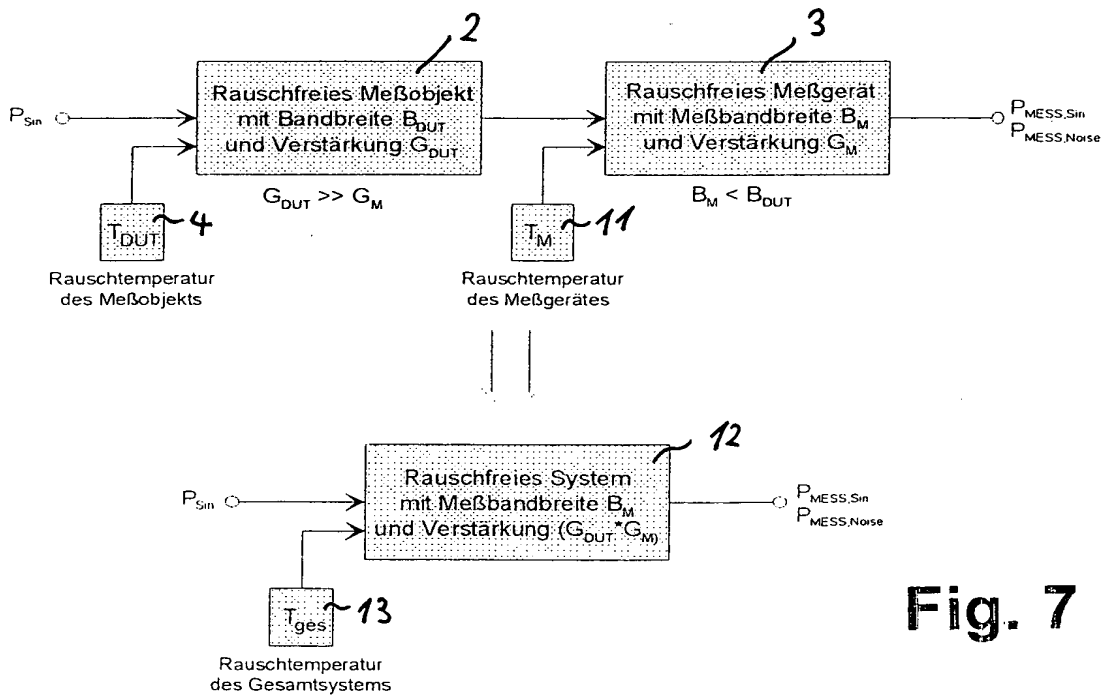 2
3
P_Sin
Rauschfreies Meßobjekt
mit Bandbreite B_DUT
und Verstärkung G_DUT
Rauschfreies Meßgerät
mit Meßbandbreite B_M
und Verstärkung G_M
P_MESS,Sin
P_MESS,Noise
G_DUT >> G_M
B_M < B_DUT
T_DUT
4
T_M
11
Rauschtemperatur
des Meßobjekts
Rauschtemperatur
des Meßgerätes
12
P_Sin
Rauschfreies System
mit Meßbandbreite B_M
und Verstärkung (G_DUT*G_M)
P_MESS,Sin
P_MESS,Noise
T_ges
13
Rauschtemperatur
des Gesamtsystems
Fig. 7